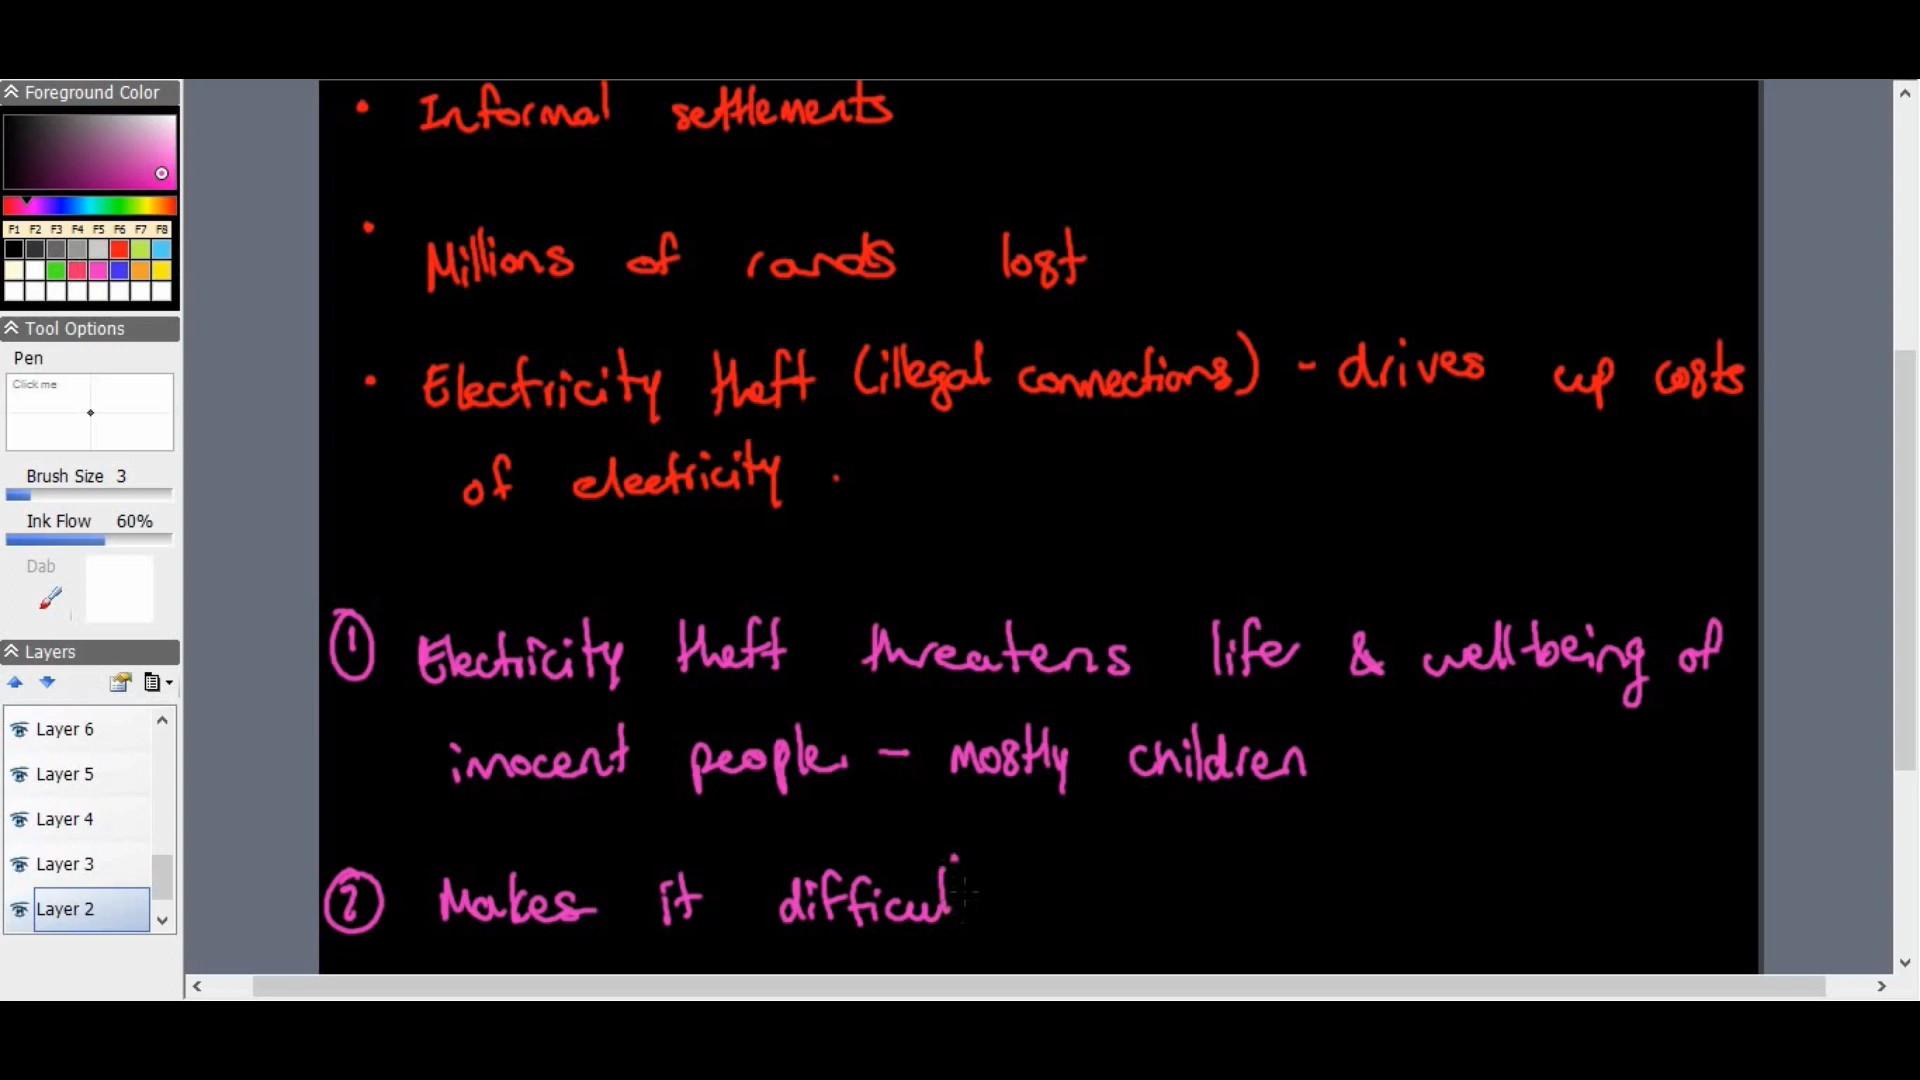 Foreground Color
F1 F2 F3 F4 F5 F6 F7 F8
Tool Options
Pen
Click me
Brush Size 3
Ink Flow 60%
Dab
Layers
Layer 6
Layer 5
Layer 4
Layer 3
Layer 2
• Informal settlements
• Millions of rands lost
• Electricity theft (illegal connections) - drives up costs
of electricity.
① Electricity theft threatens life & wellbeing of
inocent people - mostly children
② Makes it difficul